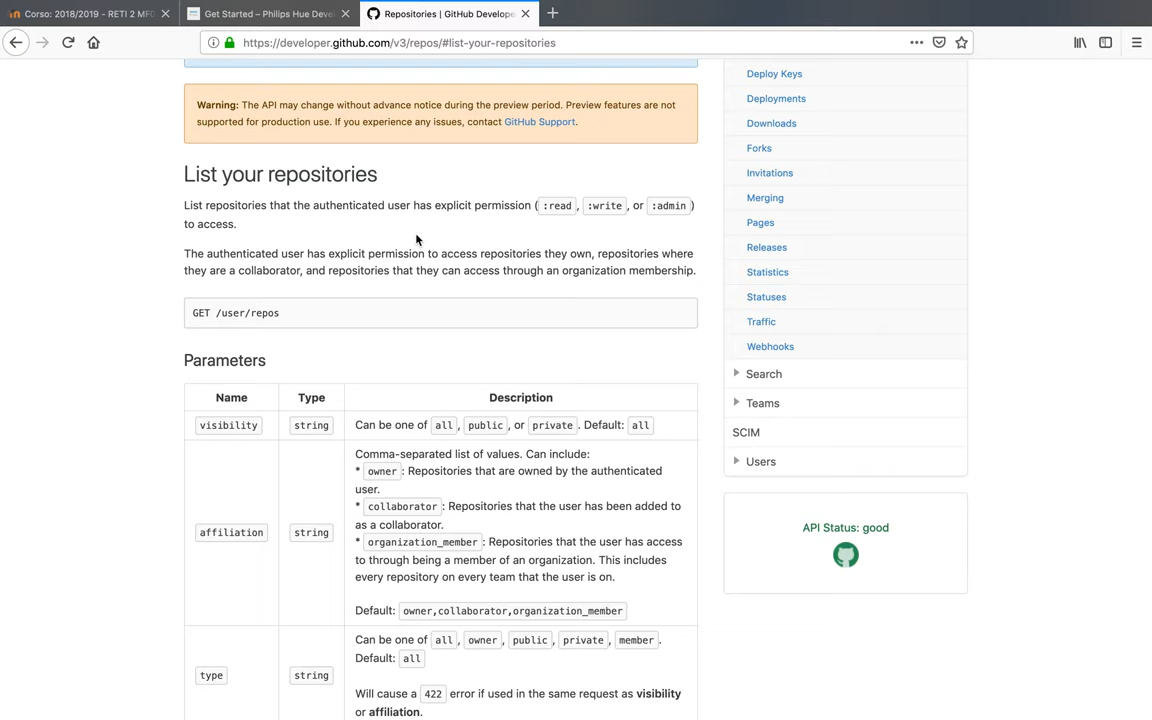 Corso: 2018/2019 - RETI 2 MFC
Get Started – Philips Hue Deve
Repositories | GitHub Develope
https://developer.github.com/v3/repos/#list-your-repositories
Warning: The API may change without advance notice during the preview period. Preview features are not
supported for production use. If you experience any issues, contact GitHub Support.
List your repositories
List repositories that the authenticated user has explicit permission ( :read , :write , or :admin )
to access.
The authenticated user has explicit permission to access repositories they own, repositories where
they are a collaborator, and repositories that they can access through an organization membership.
GET /user/repos
Parameters
Name Type Description
visibility string Can be one of all , public , or private . Default: all
affiliation string Comma-separated list of values. Can include:
* owner : Repositories that are owned by the authenticated
user.
* collaborator : Repositories that the user has been added to
as a collaborator.
* organization_member : Repositories that the user has access
to through being a member of an organization. This includes
every repository on every team that the user is on.
Default: owner,collaborator,organization_member
type string Can be one of all , owner , public , private , member .
Default: all
Will cause a 422 error if used in the same request as visibility
or affiliation.
Deploy Keys
Deployments
Downloads
Forks
Invitations
Merging
Pages
Releases
Statistics
Statuses
Traffic
Webhooks
Search
Teams
SCIM
Users
API Status: good